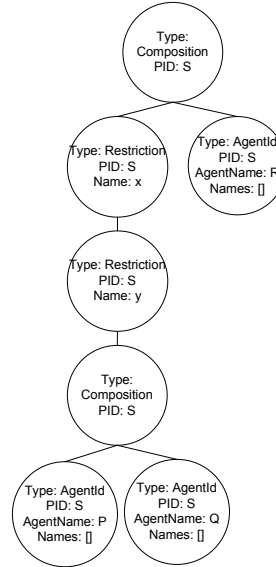 Type:
Composition
PID: S
Type: Restriction
PID: S
Name: x
Type: AgentId
PID: S
AgentName: R
Names: []
Type: Restriction
PID: S
Name: y
Type:
Composition
PID: S
Type: AgentId
PID: S
AgentName: P
Names: []
Type: AgentId
PID: S
AgentName: Q
Names: []